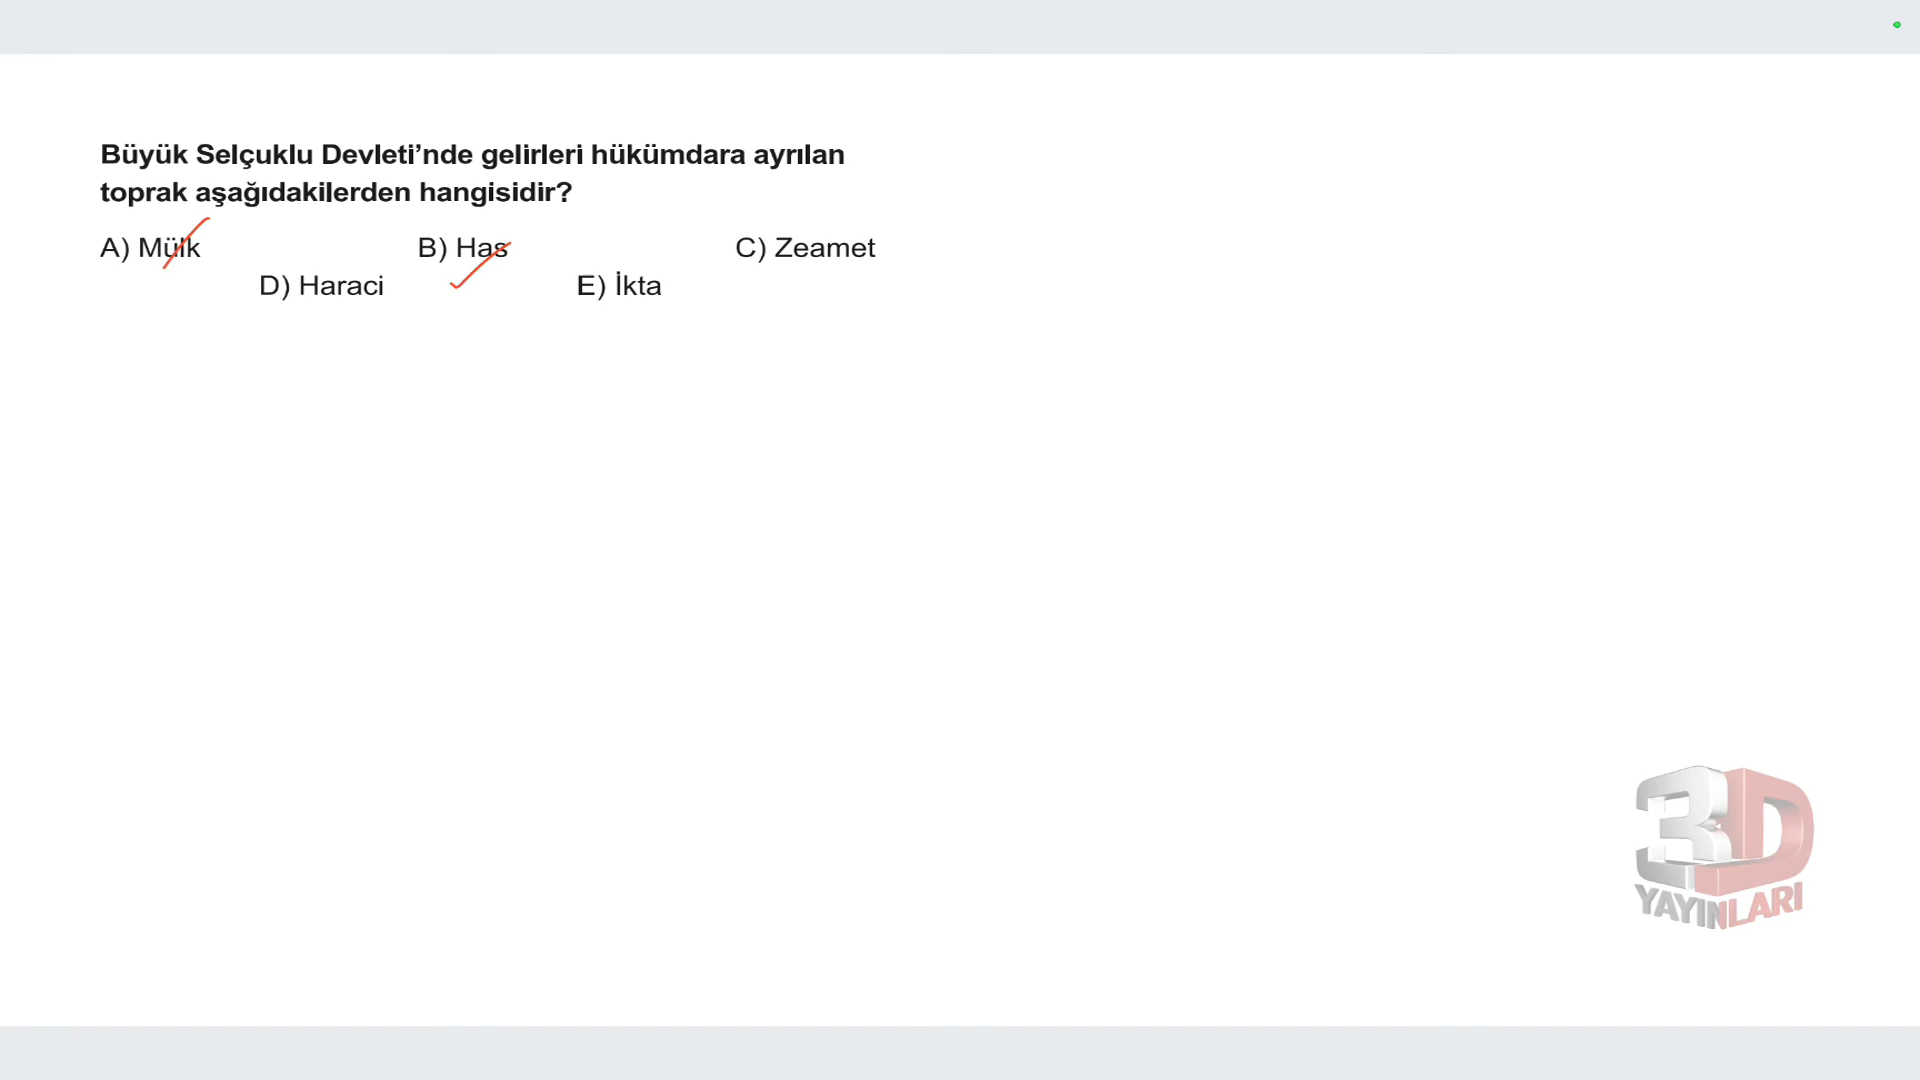 Büyük Selçuklu Devleti’nde gelirleri hükümdara ayrılan
toprak aşağıdakilerden hangisidir?
A) Mülk B) Has C) Zeamet
D) Haraci E) İkta
3D
YAYINLARI